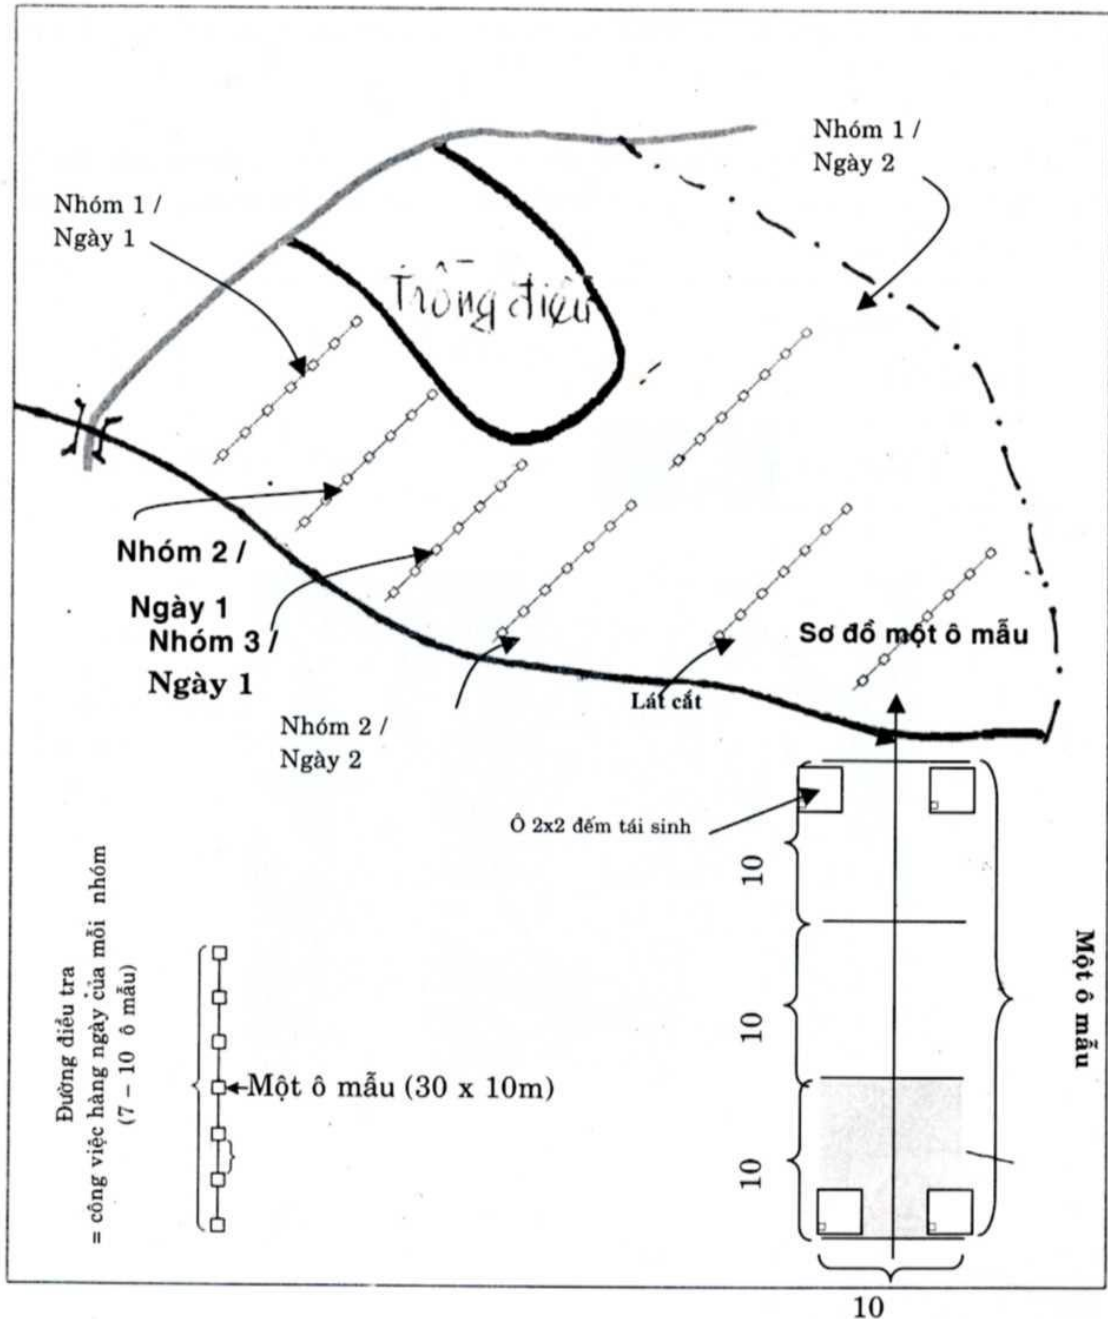 Nhóm 1 /
Ngày 2
Nhóm 1 /
Ngày 1
Trồng điều
Nhóm 2 /
Ngày 1
Nhóm 3 /
Ngày 1
Sơ đồ một ô mẫu
Lát cắt
Nhóm 2 /
Ngày 2
Ô 2x2 đếm tái sinh
10
10
10
10
Một ô mẫu
Đường điều tra
= công việc hàng ngày của mỗi nhóm
(7 – 10 ô mẫu)
Một ô mẫu (30 x 10m)